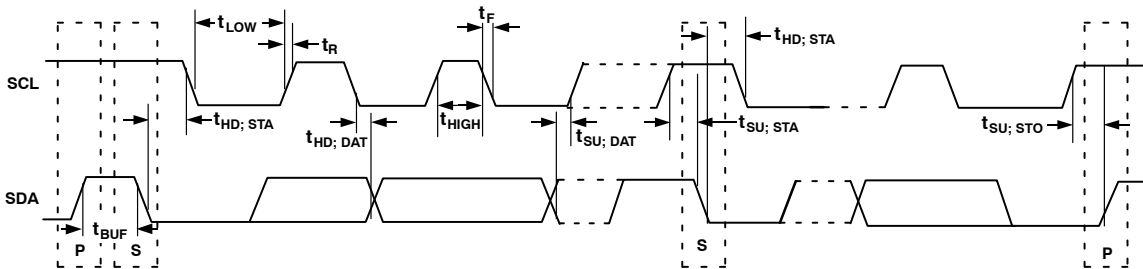 tLOW
tR
tF
tHD; STA
SCL
tHD; STA
tHD; DAT
tHIGH
tSU; DAT
tSU; STA
tSU; STO
SDA
tBUF
P
S
S
P